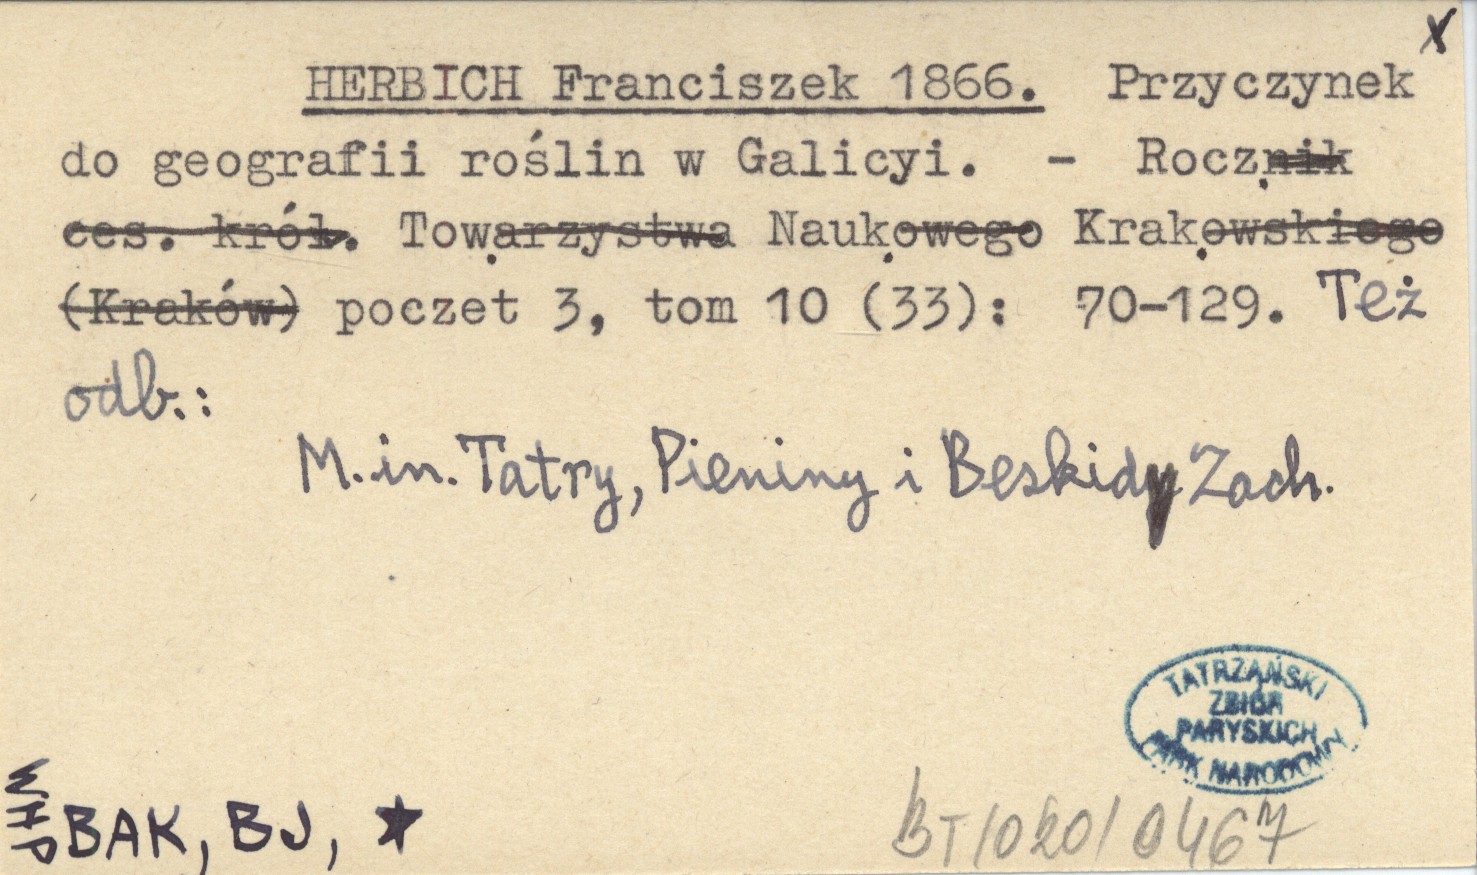 x
HERBICH Franciszek 1866. Przyczynek
do geografii roślin w Galicyi. - Rocznik
ces. król. Towarzystwa Naukowego Krakowskiego
(Kraków) poczet 3, tom 10 (33): 70-129. Też
odb.:
M.in. Tatry, Pieniny i Beskidy Zach.
TATRZAŃSKI
ZBIÓR
PARYSKICH
PARK NARODOWY
BAK, BJ, ★
BT/020/0467